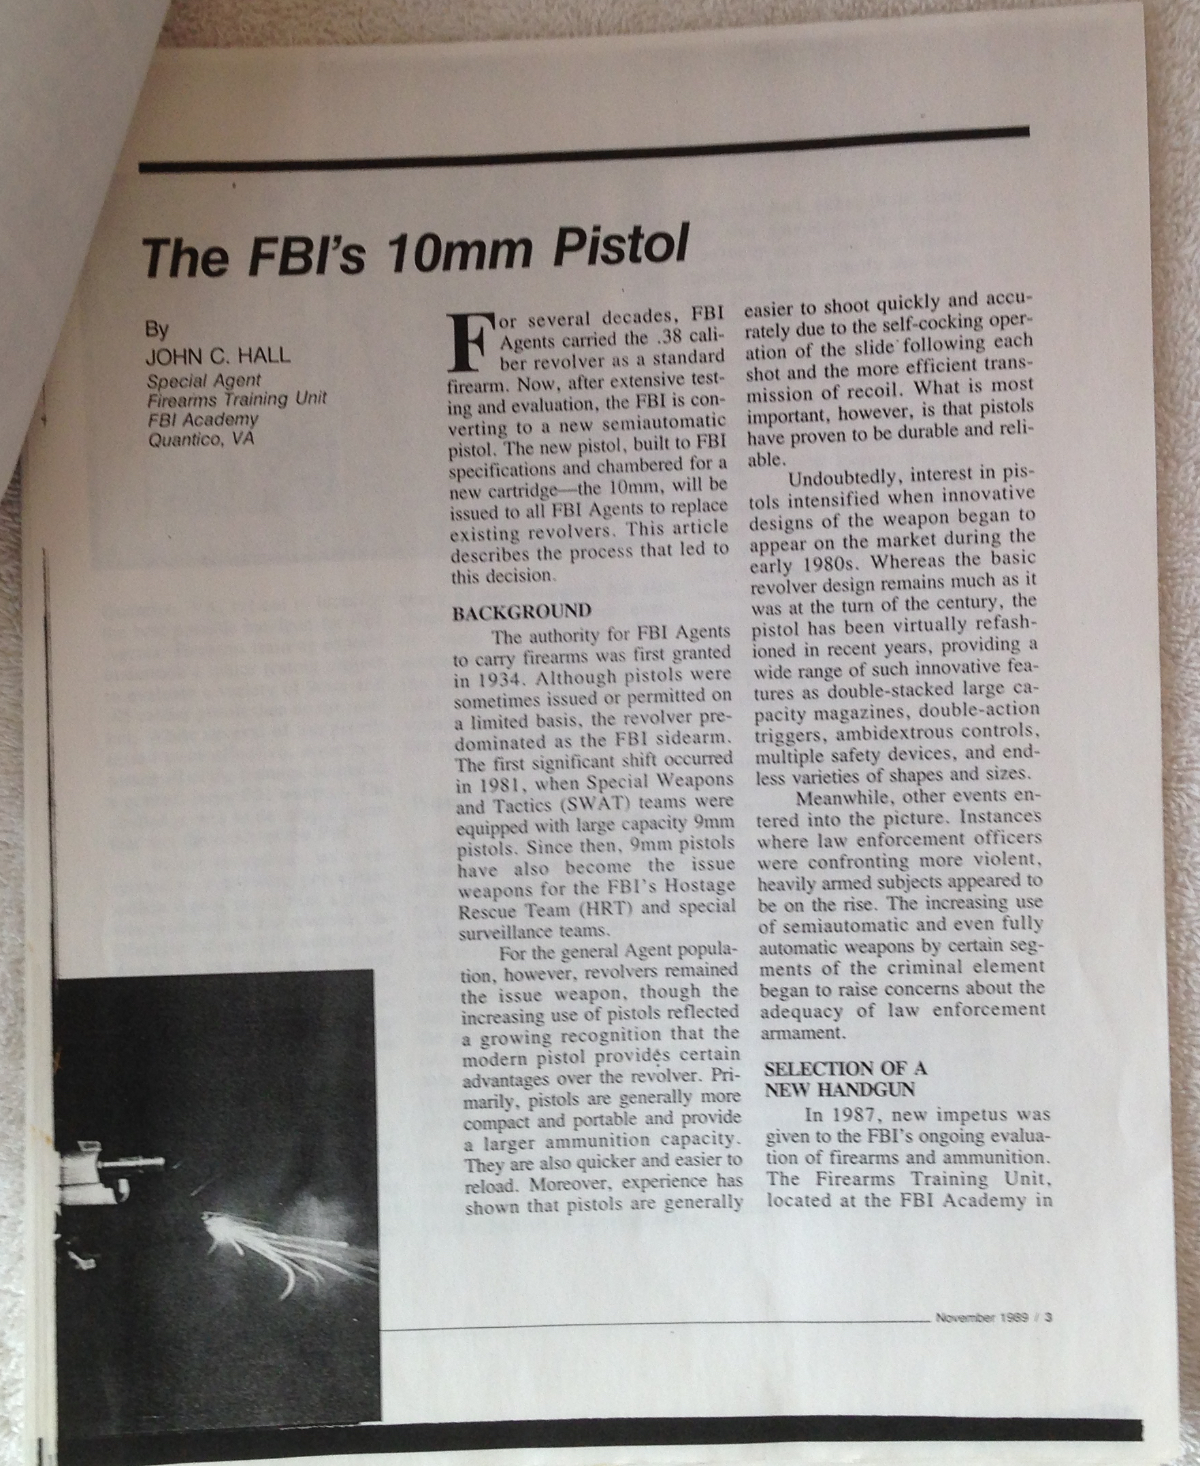 The FBI's 10mm Pistol
By
JOHN C. HALL
Special Agent
Firearms Training Unit
FBI Academy
Quantico, VA
For several decades, FBI
Agents carried the .38 cali-
ber revolver as a standard
firearm. Now, after extensive test-
ing and evaluation, the FBI is con-
verting to a new semiautomatic
pistol. The new pistol, built to FBI
specifications and chambered for a
new cartridge—the 10mm, will be
issued to all FBI Agents to replace
existing revolvers. This article
describes the process that led to
this decision.
BACKGROUND
The authority for FBI Agents
to carry firearms was first granted
in 1934. Although pistols were
sometimes issued or permitted on
a limited basis, the revolver pre-
dominated as the FBI sidearm.
The first significant shift occurred
in 1981, when Special Weapons
and Tactics (SWAT) teams were
equipped with large capacity 9mm
pistols. Since then, 9mm pistols
have also become the issue
weapons for the FBI's Hostage
Rescue Team (HRT) and special
surveillance teams.
For the general Agent popula-
tion, however, revolvers remained
the issue weapon, though the
increasing use of pistols reflected
a growing recognition that the
modern pistol provides certain
advantages over the revolver. Pri-
marily, pistols are generally more
compact and portable and provide
a larger ammunition capacity.
They are also quicker and easier to
reload. Moreover, experience has
shown that pistols are generally
easier to shoot quickly and accu-
rately due to the self-cocking oper-
ation of the slide following each
shot and the more efficient trans-
mission of recoil. What is most
important, however, is that pistols
have proven to be durable and reli-
able.
Undoubtedly, interest in pis-
tols intensified when innovative
designs of the weapon began to
appear on the market during the
early 1980s. Whereas the basic
revolver design remains much as it
was at the turn of the century, the
pistol has been virtually refash-
ioned in recent years, providing a
wide range of such innovative fea-
tures as double-stacked large ca-
pacity magazines, double-action
triggers, ambidextrous controls,
multiple safety devices, and end-
less varieties of shapes and sizes.
Meanwhile, other events en-
tered into the picture. Instances
where law enforcement officers
were confronting more violent,
heavily armed subjects appeared to
be on the rise. The increasing use
of semiautomatic and even fully
automatic weapons by certain seg-
ments of the criminal element
began to raise concerns about the
adequacy of law enforcement
armament.
SELECTION OF A
NEW HANDGUN
In 1987, new impetus was
given to the FBI's ongoing evalua-
tion of firearms and ammunition.
The Firearms Training Unit,
located at the FBI Academy in
November 1989 / 3